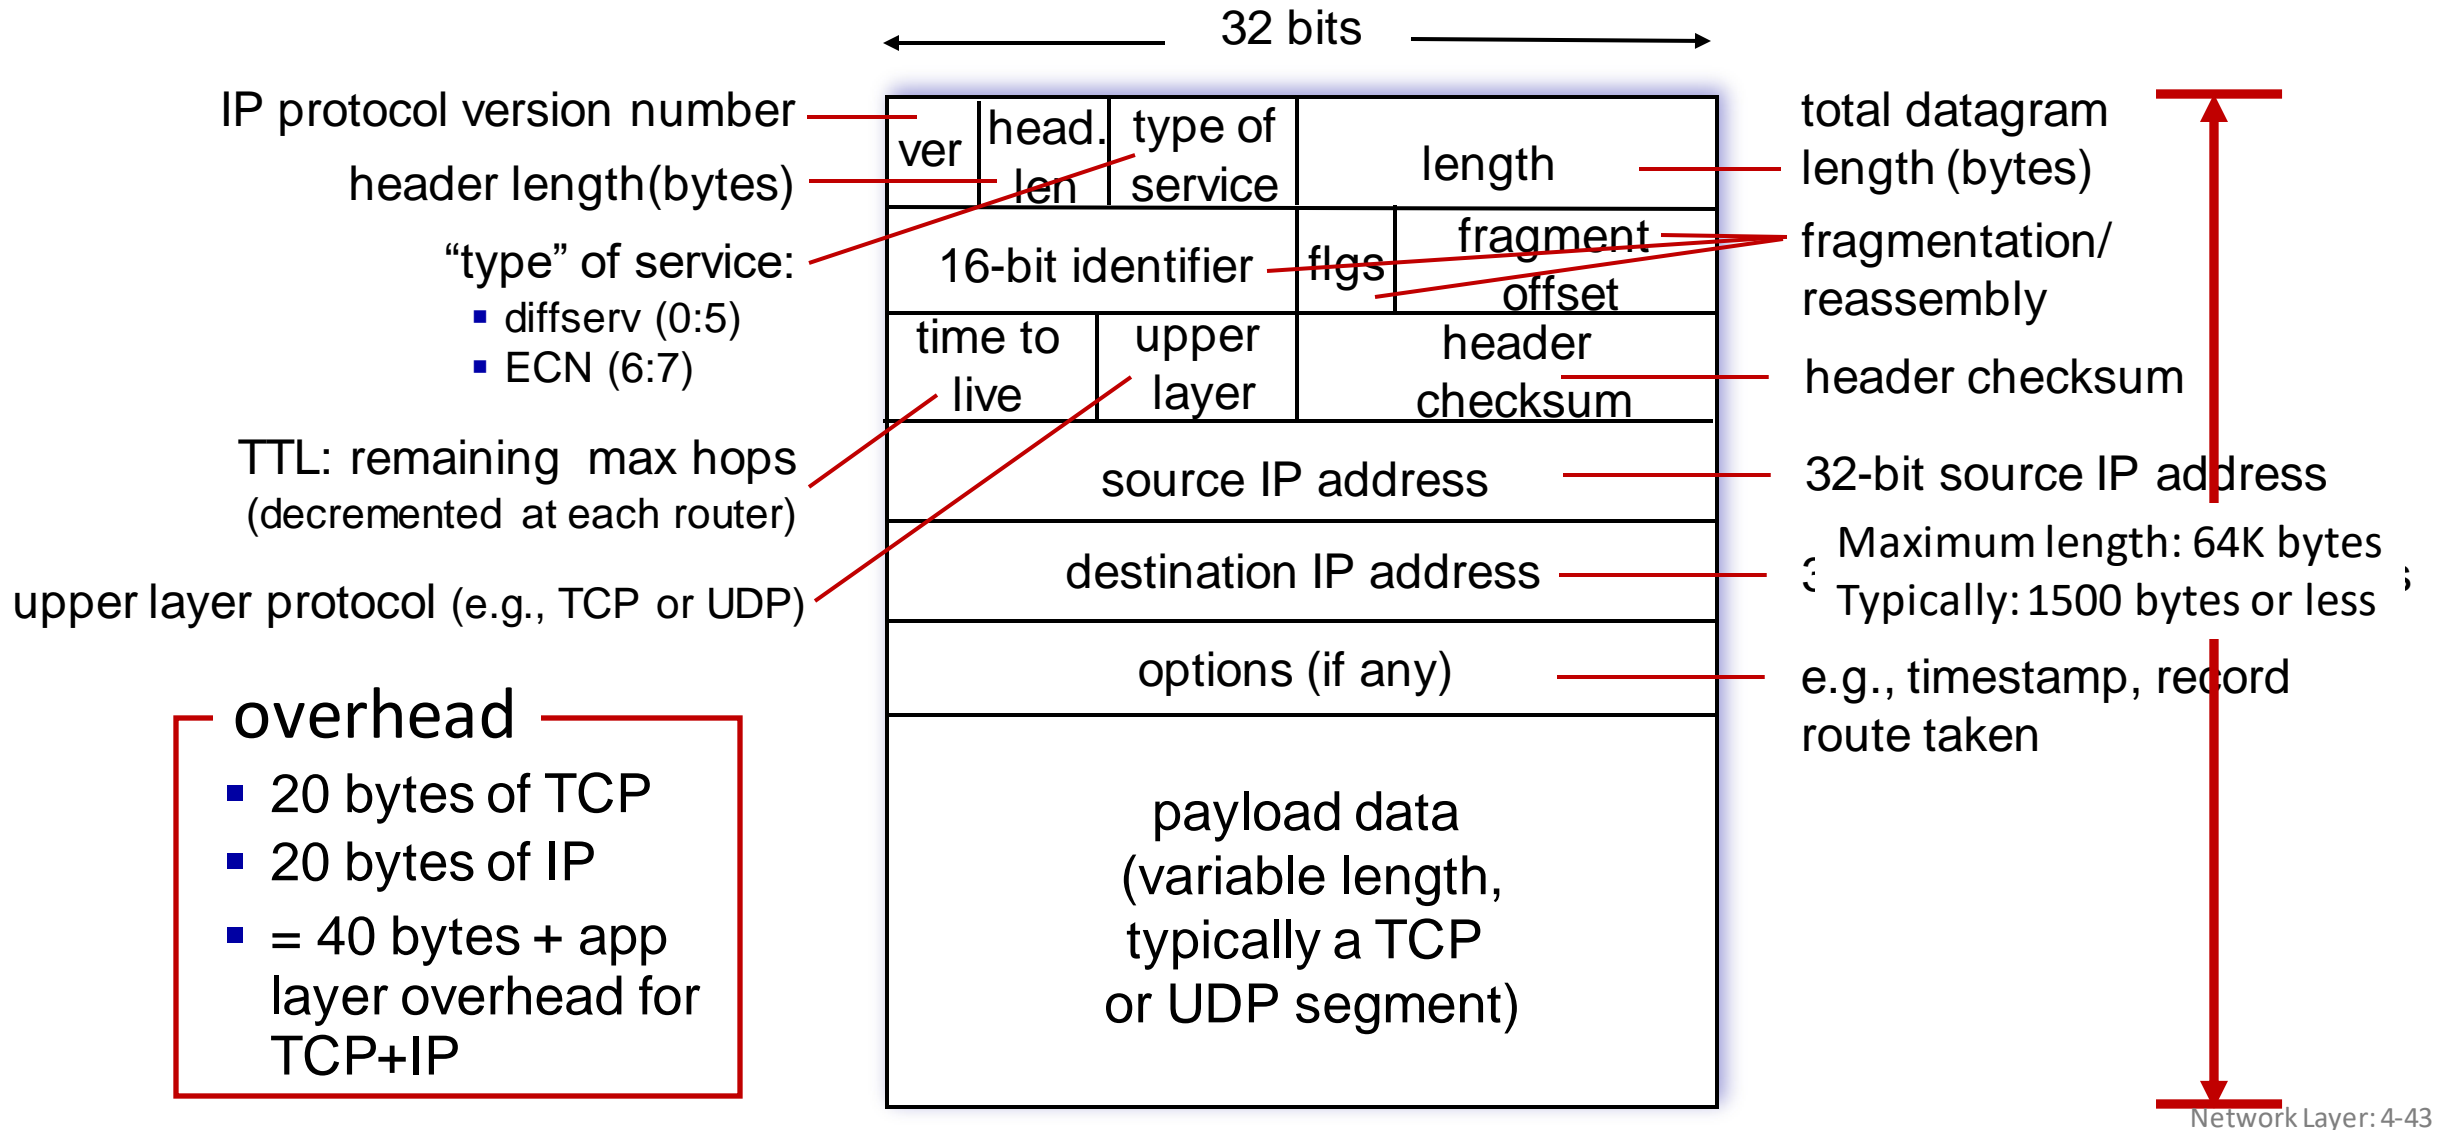 32 bits
IP protocol version number
header length(bytes)
“type” of service:
▪ diffserv (0:5)
▪ ECN (6:7)
TTL: remaining max hops
(decremented at each router)
upper layer protocol (e.g., TCP or UDP)
overhead
▪ 20 bytes of TCP
▪ 20 bytes of IP
▪ = 40 bytes + app
layer overhead for
TCP+IP
ver
head.
len
type of
service
length
16-bit identifier
flgs
fragment
offset
time to
live
upper
layer
header
checksum
source IP address
destination IP address
options (if any)
payload data
(variable length,
typically a TCP
or UDP segment)
total datagram
length (bytes)
fragmentation/
reassembly
header checksum
32-bit source IP address
Maximum length: 64K bytes
Typically: 1500 bytes or less
e.g., timestamp, record
route taken
Network Layer: 4-43